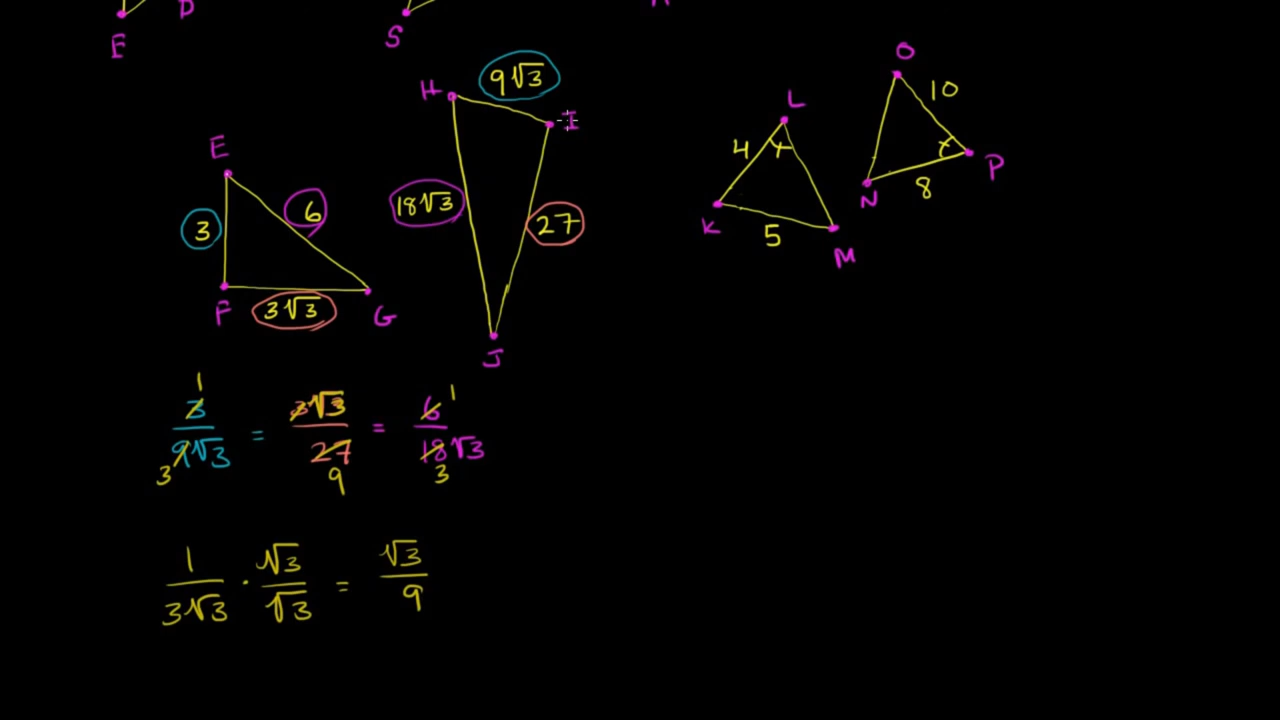 E D
S
H 9√3 I
E
3 6
F 3√3 G
18√3 27
J
L
4
K 5 M
O
10
P
N 8
1 1
3/9√3 = 3√3/27 = 6/18√3
3 9 3
1/3√3 · √3/√3 = √3/9